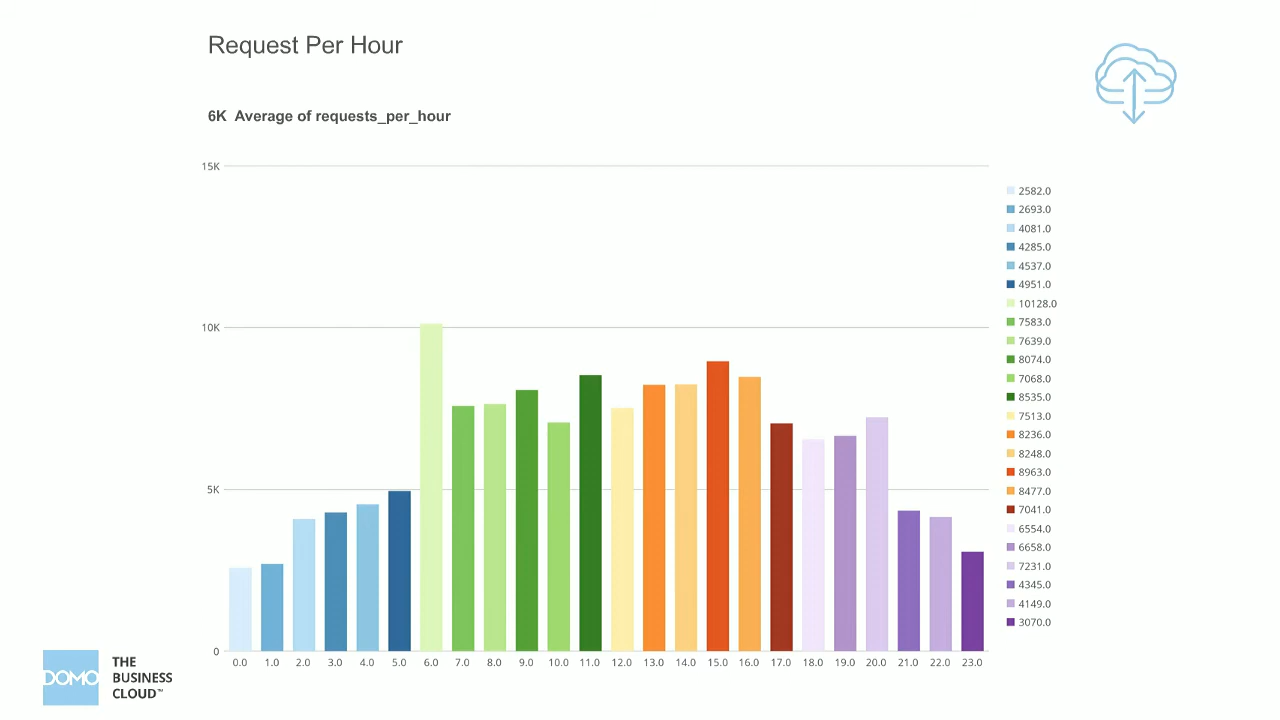 Request Per Hour
6K Average of requests_per_hour
15K
10K
5K
0
0.0 1.0 2.0 3.0 4.0 5.0 6.0 7.0 8.0 9.0 10.0 11.0 12.0 13.0 14.0 15.0 16.0 17.0 18.0 19.0 20.0 21.0 22.0 23.0
2582.0
2693.0
4081.0
4285.0
4537.0
4951.0
10128.0
7583.0
7639.0
8074.0
7068.0
8535.0
7513.0
8236.0
8248.0
8963.0
8477.0
7041.0
6554.0
6658.0
7231.0
4345.0
4149.0
3070.0
DOMO
THE
BUSINESS
CLOUD™